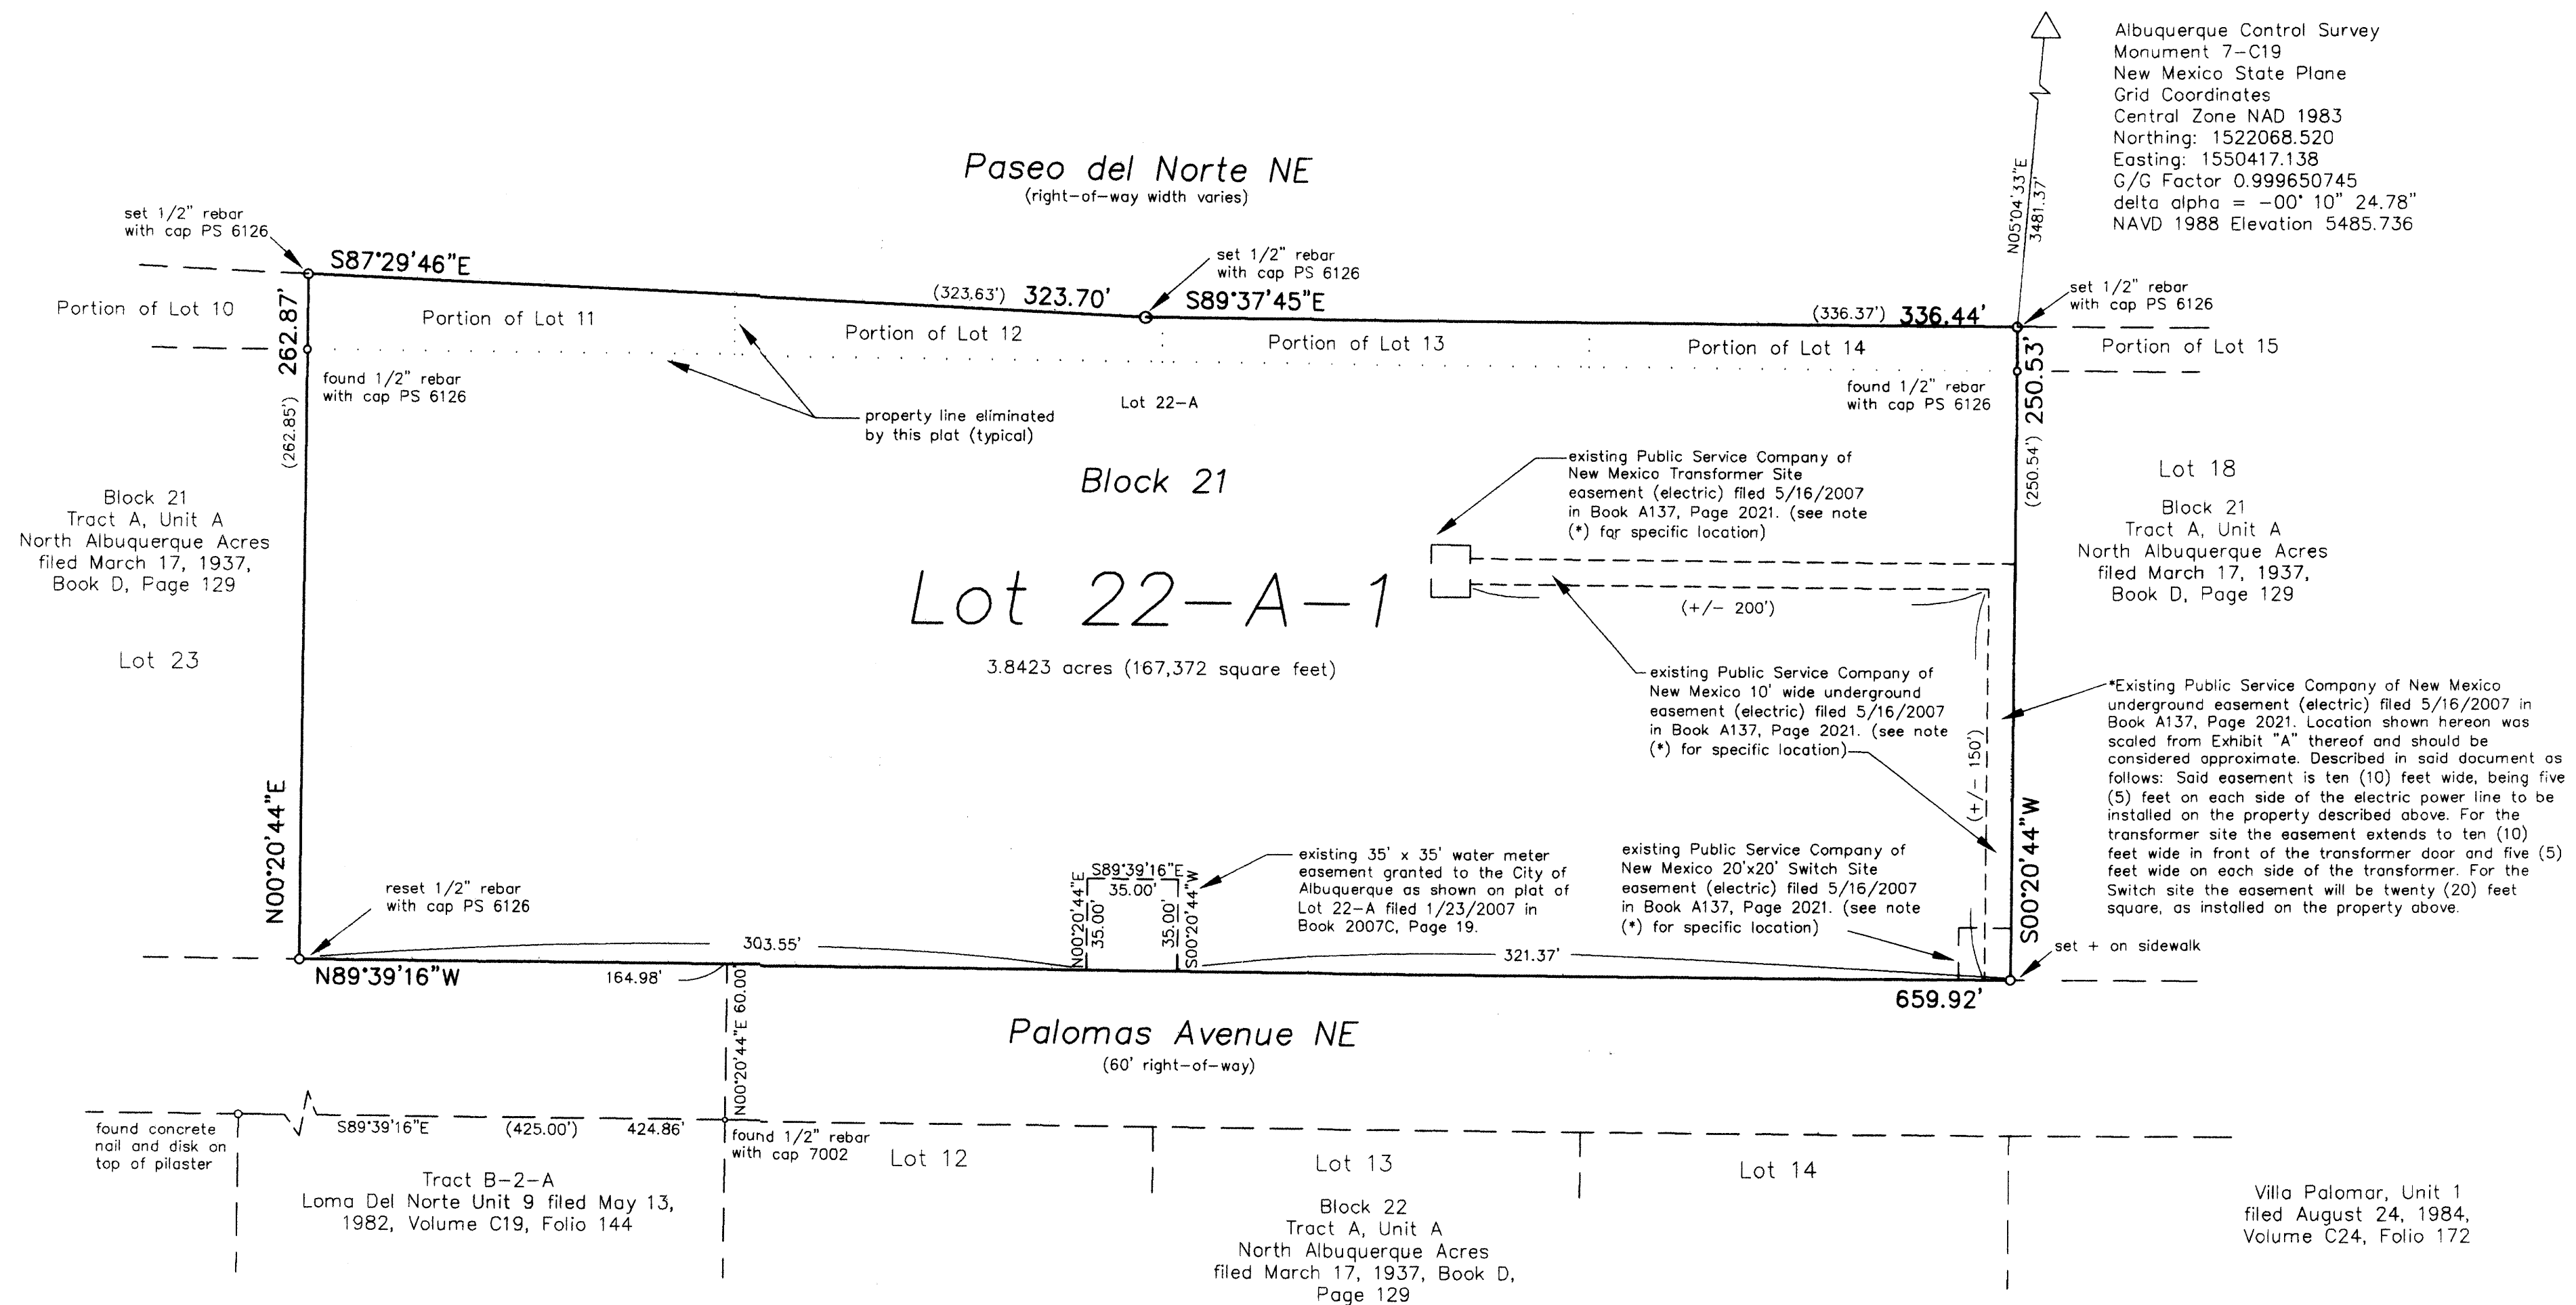 Albuquerque Control Survey
Monument 7-C19
New Mexico State Plane
Grid Coordinates
Central Zone NAD 1983
Northing: 1522068.520
Easting: 1550417.138
G/G Factor 0.999650745
delta alpha = -00° 10" 24.78"
NAVD 1988 Elevation 5485.736
N05°04'33"E
3481.37'
Paseo del Norte NE
(right-of-way width varies)
set 1/2" rebar
with cap PS 6126
S87°29'46"E
(323.63') 323.70'
set 1/2" rebar
with cap PS 6126
S89°37'45"E
(336.37') 336.44'
set 1/2" rebar
with cap PS 6126
Portion of Lot 10
Portion of Lot 11
Portion of Lot 12
Portion of Lot 13
Portion of Lot 14
Portion of Lot 15
262.87'
(262.85')
N00°20'44"E
found 1/2" rebar
with cap PS 6126
property line eliminated
by this plat (typical)
Lot 22-A
found 1/2" rebar
with cap PS 6126
250.53'
(250.54')
S00°20'44"W
Block 21
Tract A, Unit A
North Albuquerque Acres
filed March 17, 1937,
Book D, Page 129
Lot 23
Block 21
Lot 22-A-1
3.8423 acres (167,372 square feet)
existing Public Service Company of
New Mexico Transformer Site
easement (electric) filed 5/16/2007
in Book A137, Page 2021. (see note
(*) for specific location)
(+/- 200')
(+/- 150')
Lot 18
Block 21
Tract A, Unit A
North Albuquerque Acres
filed March 17, 1937,
Book D, Page 129
existing Public Service Company of
New Mexico 10' wide underground
easement (electric) filed 5/16/2007
in Book A137, Page 2021. (see note
(*) for specific location)
*Existing Public Service Company of New Mexico
underground easement (electric) filed 5/16/2007 in
Book A137, Page 2021. Location shown hereon was
scaled from Exhibit "A" thereof and should be
considered approximate. Described in said document as
follows: Said easement is ten (10) feet wide, being five
(5) feet on each side of the electric power line to be
installed on the property described above. For the
transformer site the easement extends to ten (10)
feet wide in front of the transformer door and five (5)
feet wide on each side of the transformer. For the
Switch site the easement will be twenty (20) feet
square, as installed on the property above.
reset 1/2" rebar
with cap PS 6126
S89°39'16"E
35.00'
N00°20'44"E
35.00'
35.00'
S00°20'44"W
existing 35' x 35' water meter
easement granted to the City of
Albuquerque as shown on plat of
Lot 22-A filed 1/23/2007 in
Book 2007C, Page 19.
existing Public Service Company of
New Mexico 20'x20' Switch Site
easement (electric) filed 5/16/2007
in Book A137, Page 2021. (see note
(*) for specific location)
set + on sidewalk
303.55'
321.37'
N89°39'16"W
164.98'
659.92'
N00°20'44"E 60.00'
Palomas Avenue NE
(60' right-of-way)
found concrete
nail and disk on
top of pilaster
S89°39'16"E
(425.00')
424.86'
found 1/2" rebar
with cap 7002
Lot 12
Lot 13
Lot 14
Tract B-2-A
Loma Del Norte Unit 9 filed May 13,
1982, Volume C19, Folio 144
Block 22
Tract A, Unit A
North Albuquerque Acres
filed March 17, 1937, Book D,
Page 129
Villa Palomar, Unit 1
filed August 24, 1984,
Volume C24, Folio 172